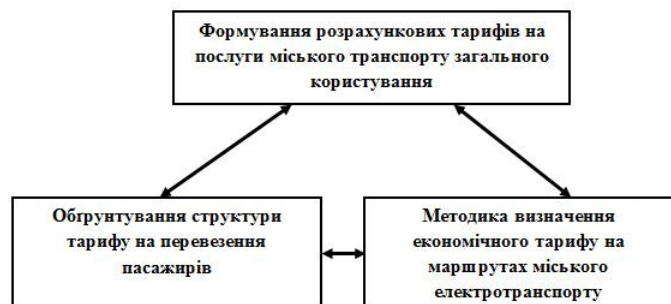 Формування розрахункових тарифів на
послуги міського транспорту загального
користування
Обґрунтування структури
тарифу на перевезення
пасажирів
Методика визначення
економічного тарифу на
маршрутах міського
електротранспорту